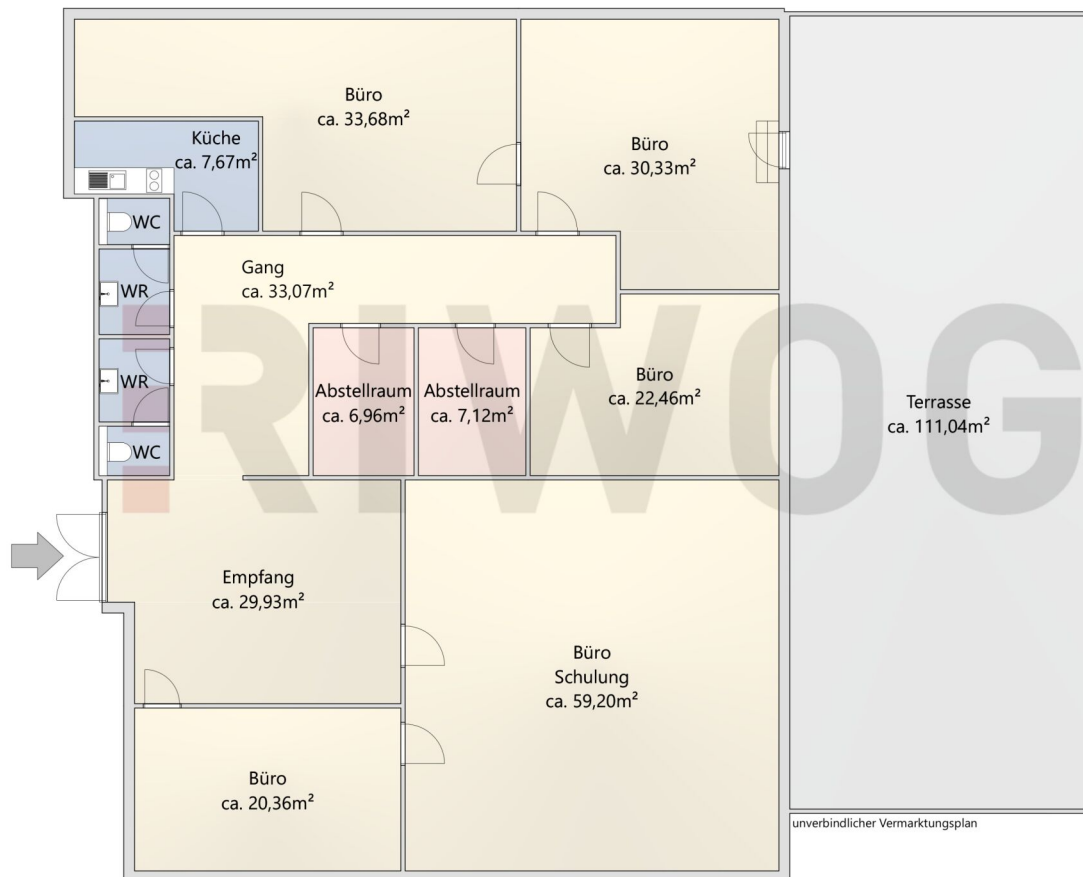 Büro
ca. 33,68m²
Küche
ca. 7,67m²
Büro
ca. 30,33m²
WC
WR
Gang
ca. 33,07m²
WR
WC
Abstellraum
ca. 6,96m²
Abstellraum
ca. 7,12m²
Büro
ca. 22,46m²
Terrasse
ca. 111,04m²
RIWOG
Empfang
ca. 29,93m²
Büro
Schulung
ca. 59,20m²
Büro
ca. 20,36m²
unverbindlicher Vermarktungsplan